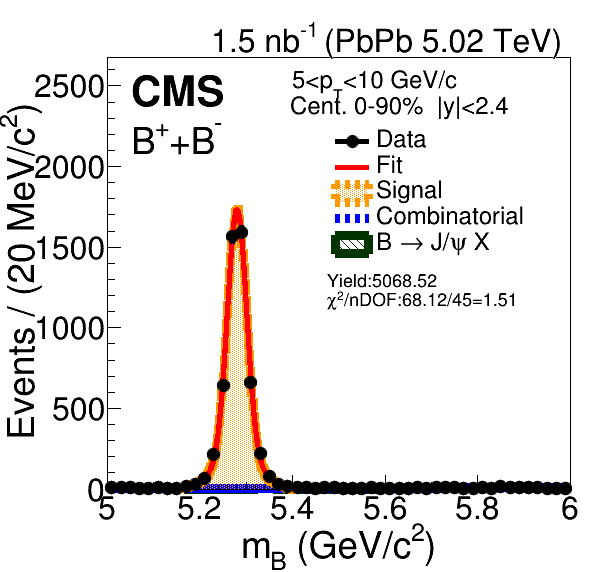 1.5 nb⁻¹ (PbPb 5.02 TeV)
CMS
B⁺+B⁻
5<p_T<10 GeV/c
Cent. 0-90% |y|<2.4
Data
Fit
Signal
Combinatorial
B → J/ψ X
Yield:5068.52
χ²/nDOF:68.12/45=1.51
Events / (20 MeV/c²)
2500
2000
1500
1000
500
0
5 5.2 5.4 5.6 5.8 6
m_B (GeV/c²)